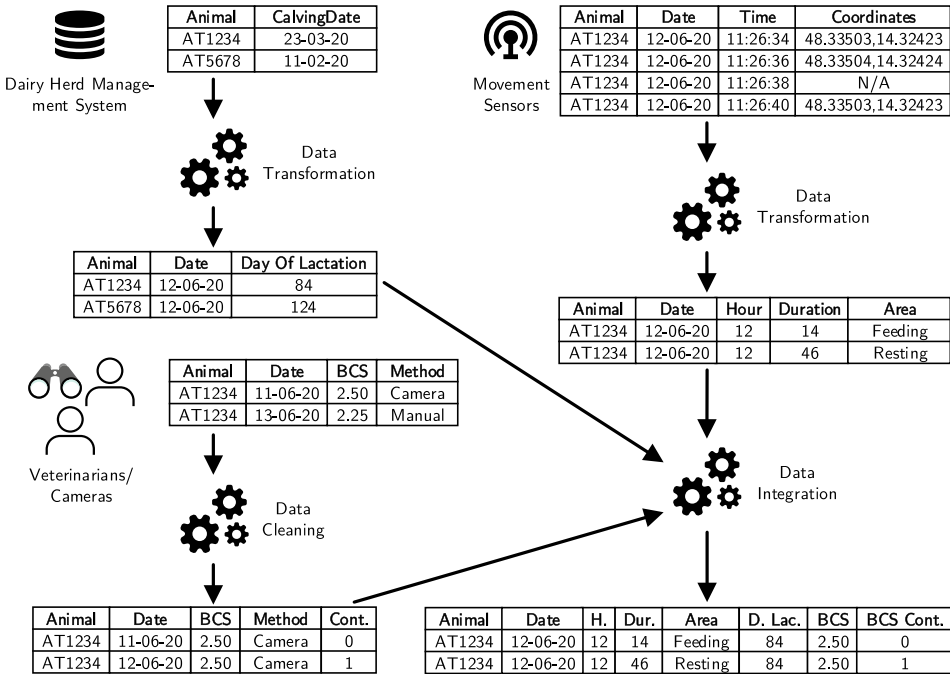 Animal CalvingDate
AT1234 23-03-20
AT5678 11-02-20
Dairy Herd Manage-
ment System
Data
Transformation
Animal Date Day Of Lactation
AT1234 12-06-20 84
AT5678 12-06-20 124
Animal Date Time Coordinates
AT1234 12-06-20 11:26:34 48.33503,14.32423
AT1234 12-06-20 11:26:36 48.33504,14.32424
AT1234 12-06-20 11:26:38 N/A
AT1234 12-06-20 11:26:40 48.33503,14.32423
Movement
Sensors
Data
Transformation
Animal Date Hour Duration Area
AT1234 12-06-20 12 14 Feeding
AT1234 12-06-20 12 46 Resting
Animal Date BCS Method
AT1234 11-06-20 2.50 Camera
AT1234 13-06-20 2.25 Manual
Veterinarians/
Cameras
Data
Cleaning
Animal Date BCS Method Cont.
AT1234 11-06-20 2.50 Camera 0
AT1234 12-06-20 2.50 Camera 1
Data
Integration
Animal Date H. Dur. Area D. Lac. BCS BCS Cont.
AT1234 12-06-20 12 14 Feeding 84 2.50 0
AT1234 12-06-20 12 46 Resting 84 2.50 1